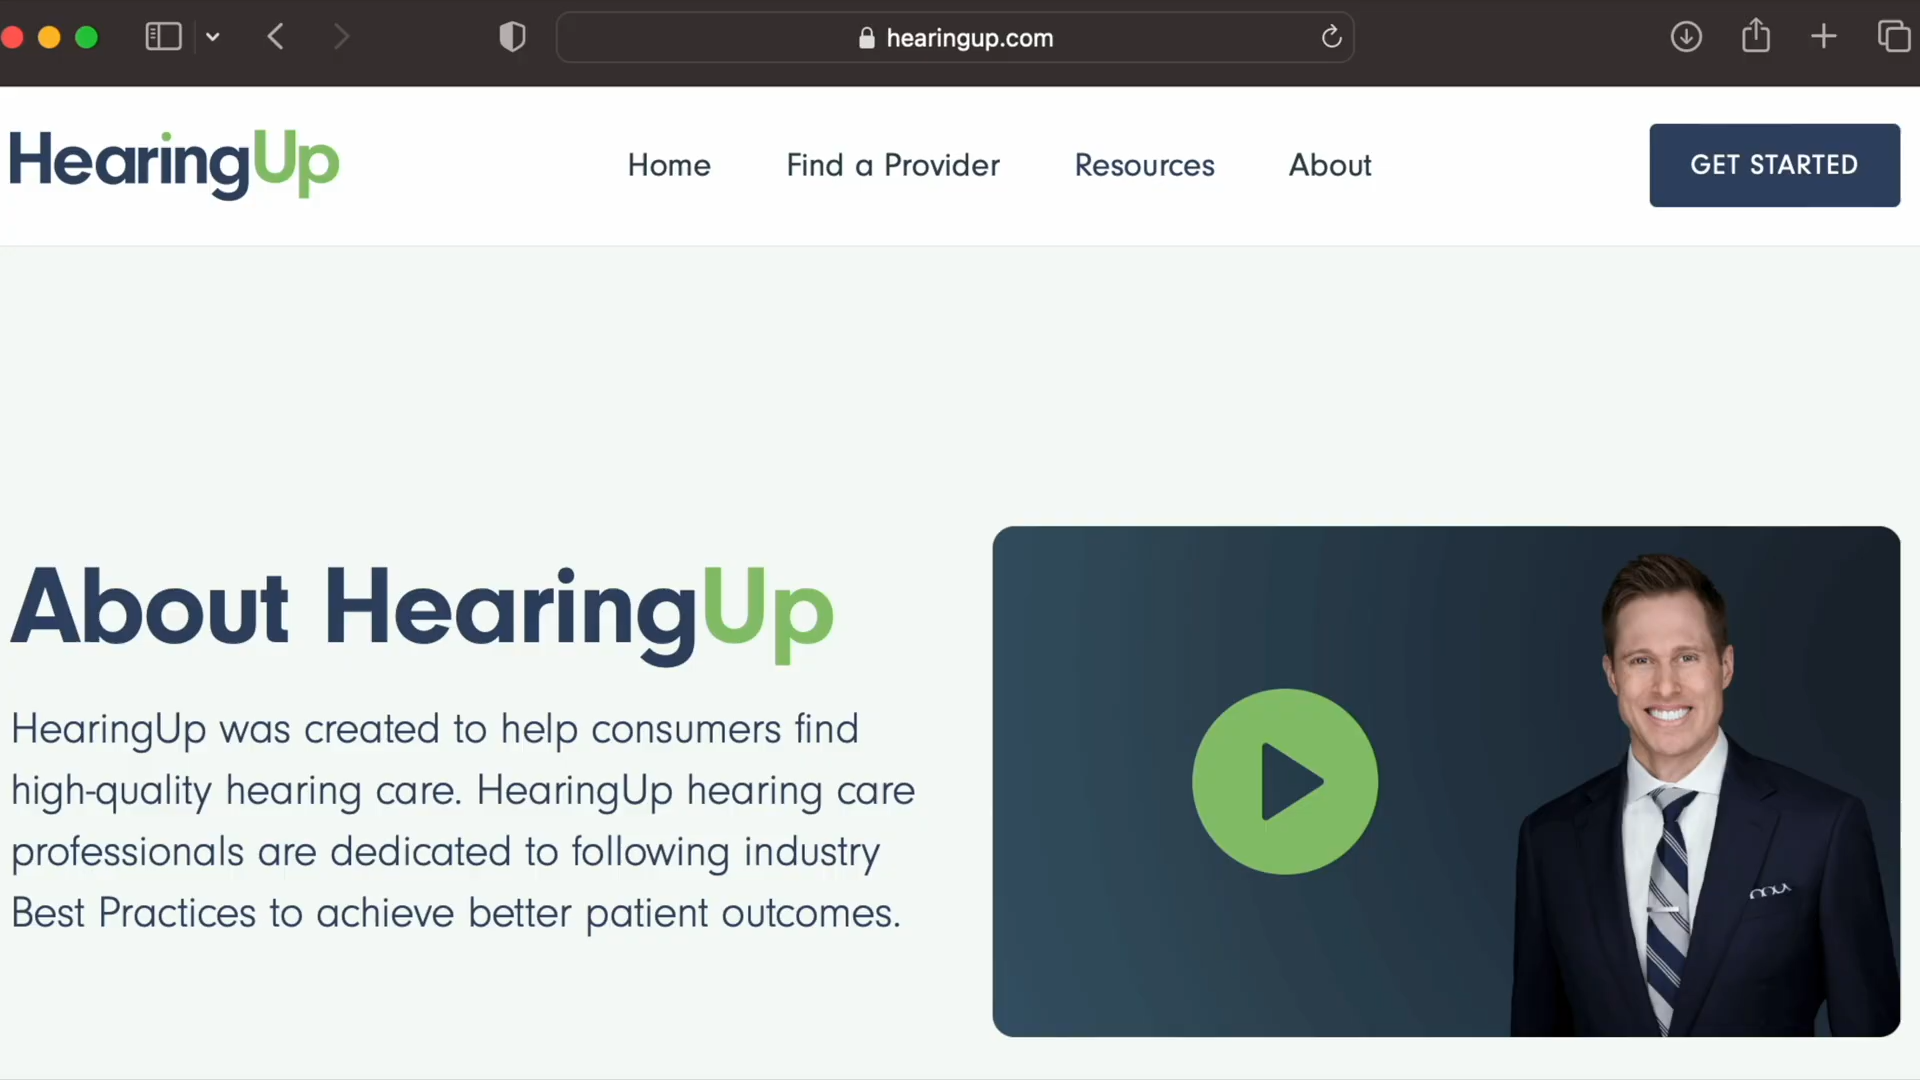 hearingup.com
HearingUp
Home
Find a Provider
Resources
About
GET STARTED
About HearingUp
HearingUp was created to help consumers find
high-quality hearing care. HearingUp hearing care
professionals are dedicated to following industry
Best Practices to achieve better patient outcomes.